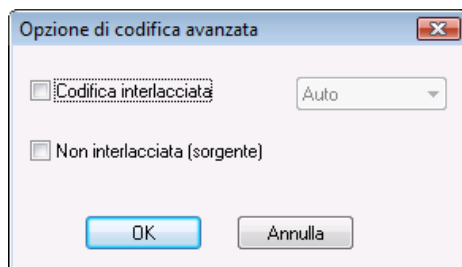 Opzione di codifica avanzata
Codifica interlacciata
Auto
Non interlacciata (sorgente)
OK
Annulla